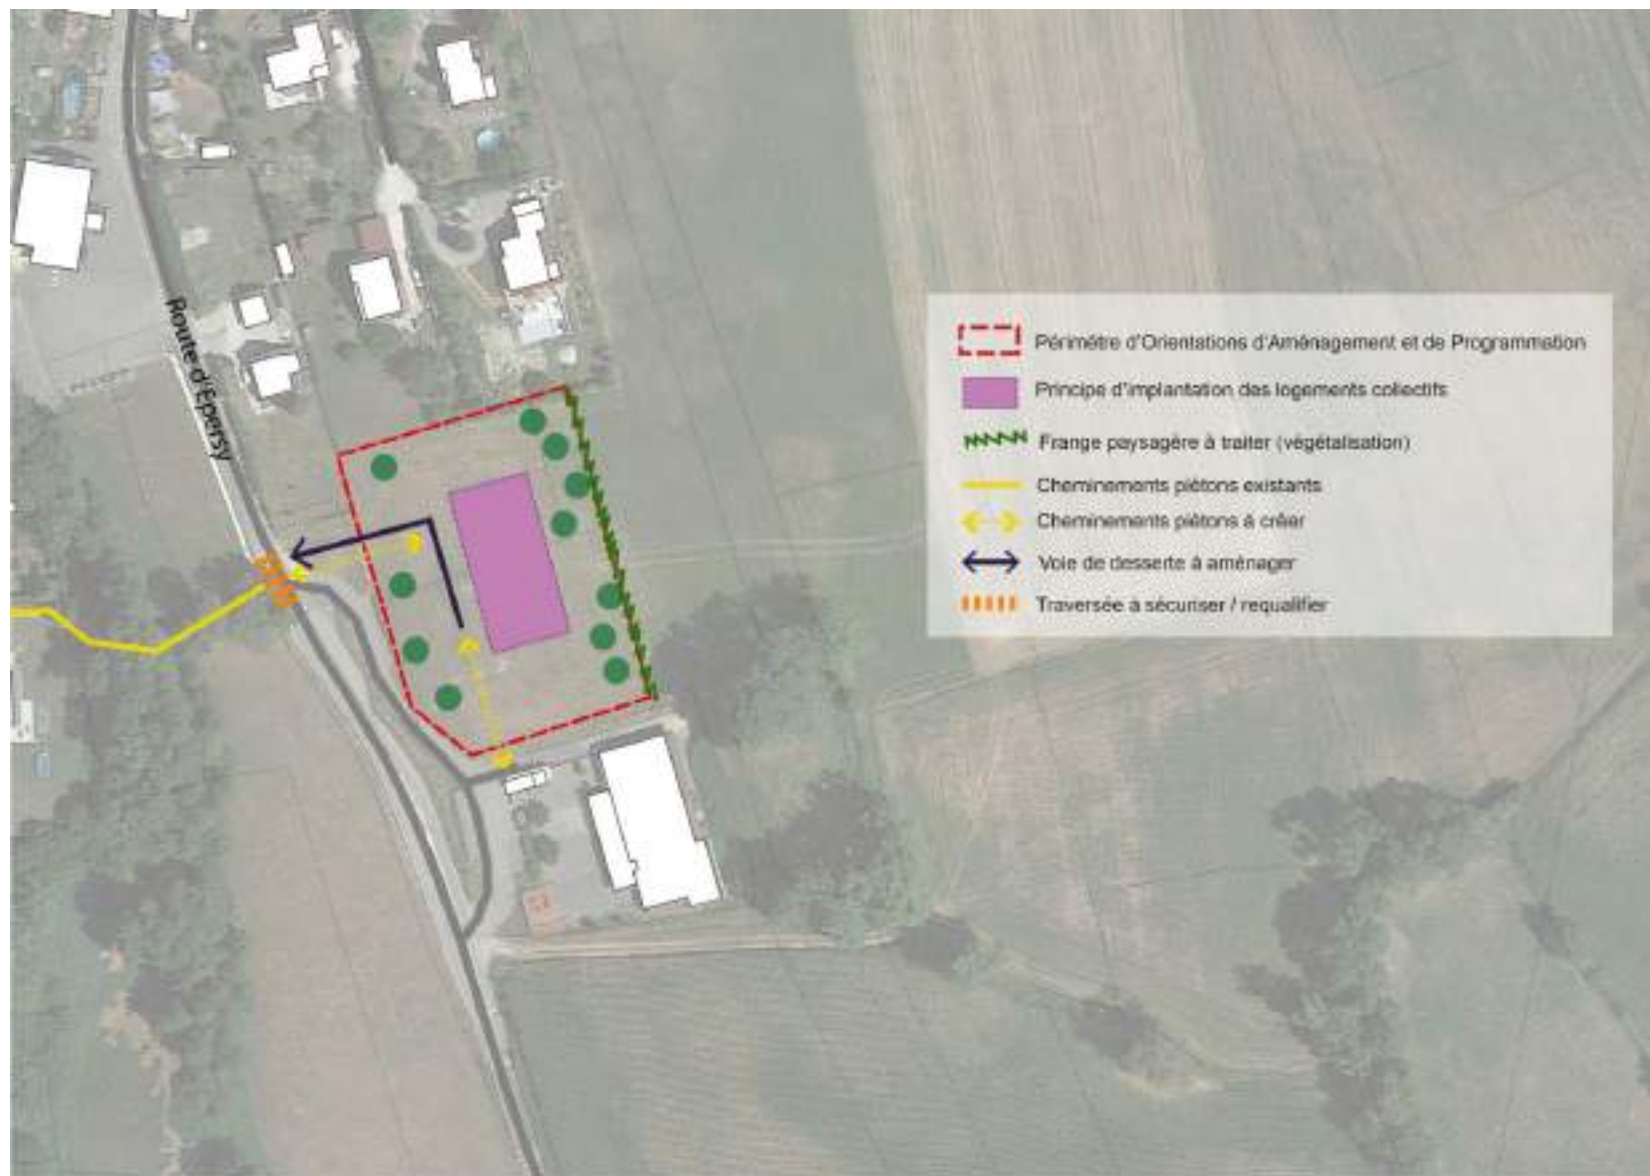 Route d'Epersy
Périmètre d'Orientations d'Aménagement et de Programmation
Principe d'implantation des logements collectifs
Frange paysagère à traiter (végétalisation)
Cheminements piétons existants
Cheminements piétons à créer
Voie de desserte à aménager
Traversée à sécuriser / requalifier